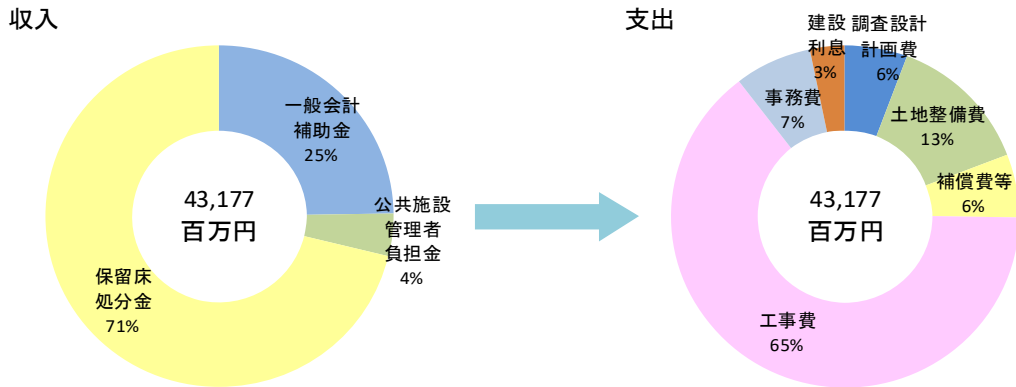 収入
一般会計
補助金
25%
公共施設
管理者
負担金
4%
保留床
処分金
71%
43,177
百万円
支出
建設
利息
3%
調査設計
計画費
6%
土地整備費
13%
補償費等
6%
工事費
65%
事務費
7%
43,177
百万円